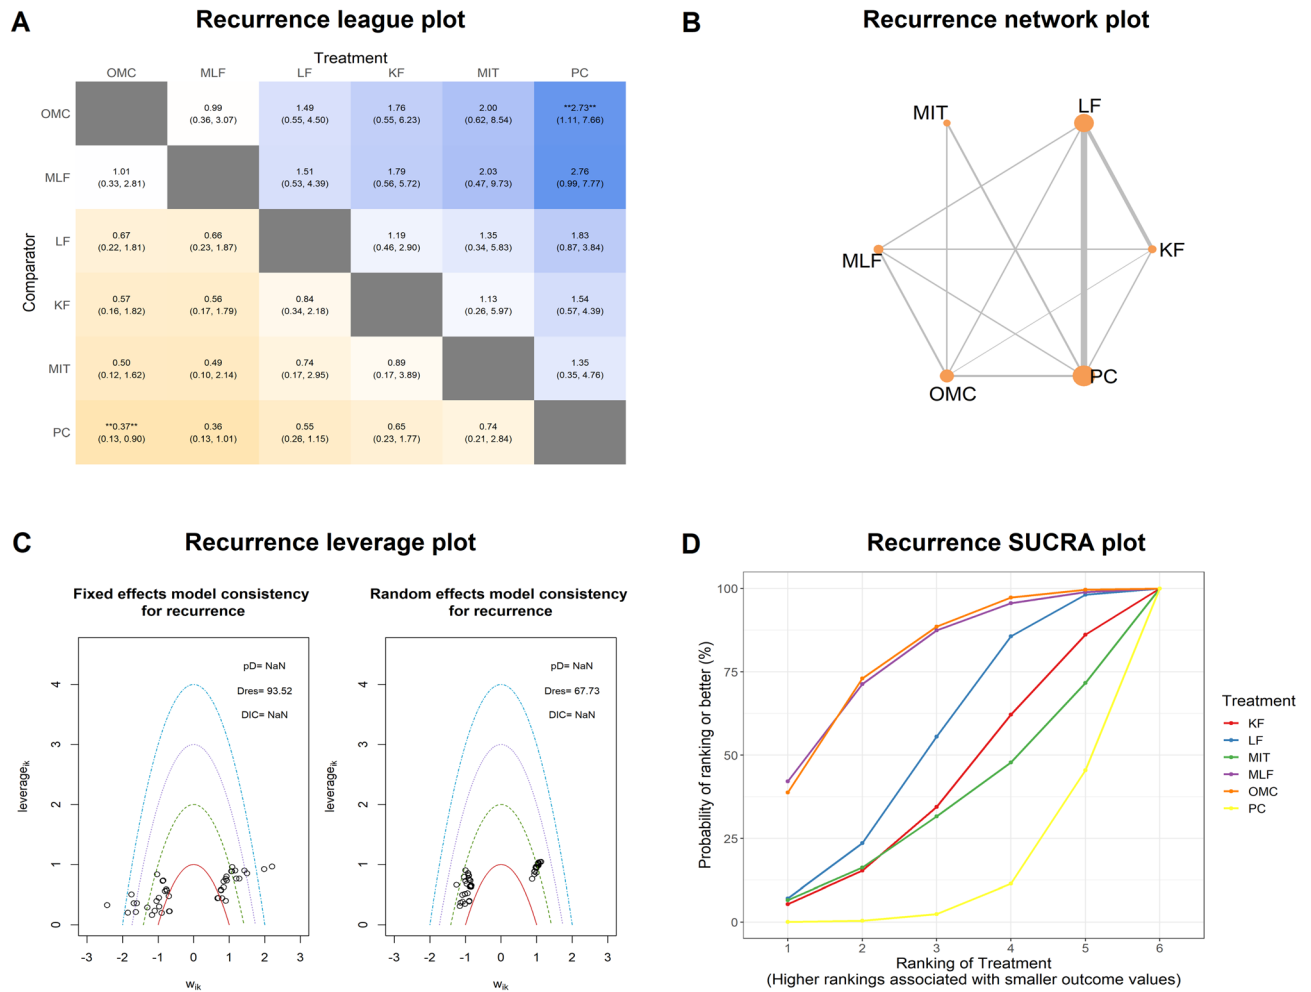 A
Recurrence league plot
Treatment
OMC MLF LF KF MIT PC
Comparator
OMC
0.99 1.49 1.76 2.00 **2.73**
(0.36, 3.07) (0.55, 4.50) (0.55, 6.23) (0.62, 8.54) (1.11, 7.66)
MLF
1.01 1.51 1.79 2.03 2.76
(0.33, 2.81) (0.53, 4.39) (0.56, 5.72) (0.47, 9.73) (0.99, 7.77)
LF
0.67 0.66 1.19 1.35 1.83
(0.22, 1.81) (0.23, 1.87) (0.46, 2.90) (0.34, 5.83) (0.87, 3.84)
KF
0.57 0.56 0.84 1.13 1.54
(0.16, 1.82) (0.17, 1.79) (0.34, 2.18) (0.26, 5.97) (0.57, 4.39)
MIT
0.50 0.49 0.74 0.89 1.35
(0.12, 1.62) (0.10, 2.14) (0.17, 2.95) (0.17, 3.89) (0.35, 4.76)
PC
**0.37** 0.36 0.55 0.65 0.74
(0.13, 0.90) (0.13, 1.01) (0.26, 1.15) (0.23, 1.77) (0.21, 2.84)
B
Recurrence network plot
MIT
LF
MLF
KF
OMC
PC
C
Recurrence leverage plot
Fixed effects model consistency
for recurrence
pD= NaN
Dres= 93.52
DIC= NaN
leverage_ik
4
3
2
1
0
-3 -2 -1 0 1 2 3
w_ik
Random effects model consistency
for recurrence
pD= NaN
Dres= 67.73
DIC= NaN
leverage_ik
4
3
2
1
0
-3 -2 -1 0 1 2 3
w_ik
D
Recurrence SUCRA plot
Probability of ranking or better (%)
100
75
50
25
0
1 2 3 4 5 6
Ranking of Treatment
(Higher rankings associated with smaller outcome values)
Treatment
KF
LF
MIT
MLF
OMC
PC